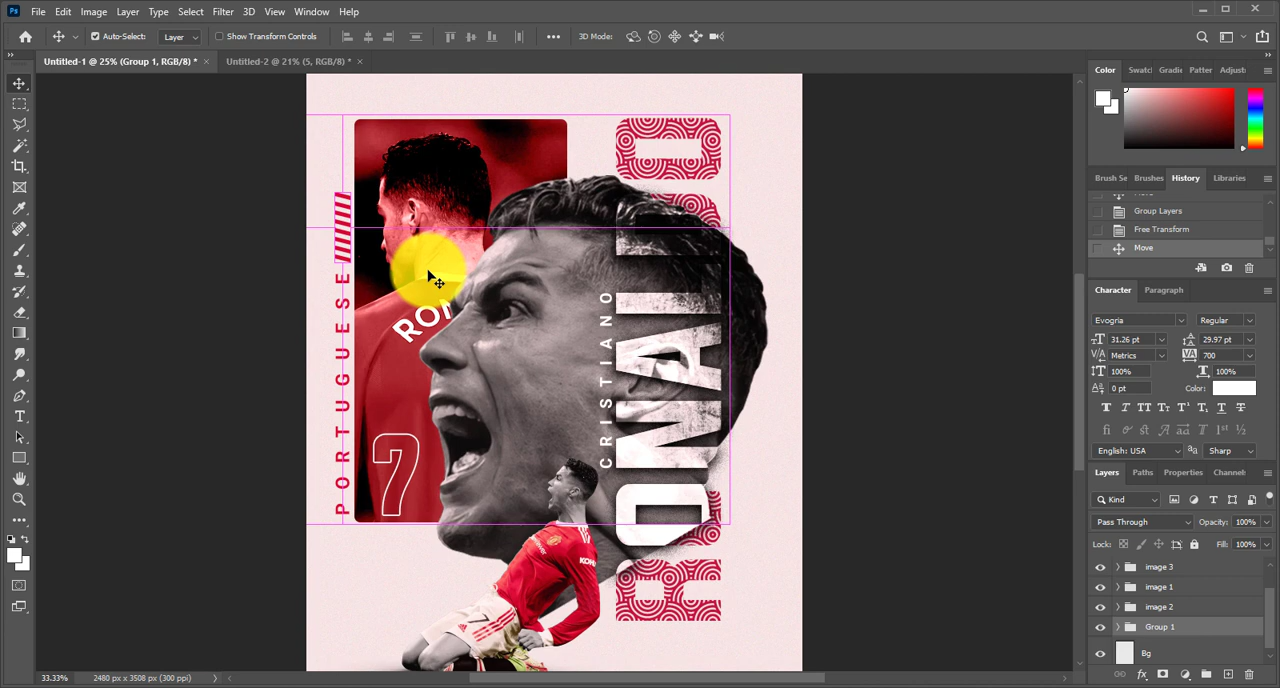 Ps File Edit Image Layer Type Select Filter 3D View Window Help
Auto-Select: Layer Show Transform Controls 3D Mode:
Untitled-1 @ 25% (Group 1, RGB/8) * × Untitled-2 @ 21% (5, RGB/8) * ×
Color Swatc Gradi Patter Adjust
Brush Se Brushes History Libraries
Group Layers
Free Transform
Move
Character Paragraph
Evogria Regular
31.26 pt 29.97 pt
Metrics 700
100% 100%
0 pt Color:
English: USA Sharp
Layers Paths Properties Channel
Kind
Pass Through Opacity: 100%
Lock: Fill: 100%
image 3
image 1
image 2
Group 1
Bg
PORTUGUESE
RON
7
CRISTIANO
RONALDO
7
33.33% 2480 px x 3508 px (300 ppi)